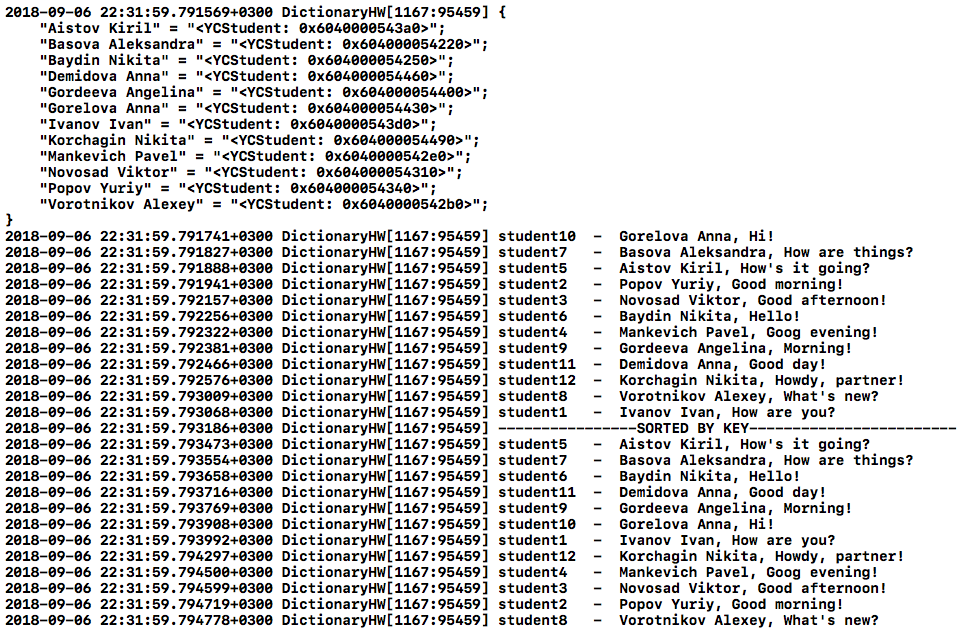 2018-09-06 22:31:59.791569+0300 DictionaryHW[1167:95459] {
    "Aistov Kiril" = "<YCStudent: 0x6040000543a0>";
    "Basova Aleksandra" = "<YCStudent: 0x604000054220>";
    "Baydin Nikita" = "<YCStudent: 0x604000054250>";
    "Demidova Anna" = "<YCStudent: 0x604000054460>";
    "Gordeeva Angelina" = "<YCStudent: 0x604000054400>";
    "Gorelova Anna" = "<YCStudent: 0x604000054430>";
    "Ivanov Ivan" = "<YCStudent: 0x6040000543d0>";
    "Korchagin Nikita" = "<YCStudent: 0x604000054490>";
    "Mankevich Pavel" = "<YCStudent: 0x6040000542e0>";
    "Novosad Viktor" = "<YCStudent: 0x604000054310>";
    "Popov Yuriy" = "<YCStudent: 0x604000054340>";
    "Vorotnikov Alexey" = "<YCStudent: 0x6040000542b0>";
}
2018-09-06 22:31:59.791741+0300 DictionaryHW[1167:95459] student10  -  Gorelova Anna, Hi!
2018-09-06 22:31:59.791827+0300 DictionaryHW[1167:95459] student7   -  Basova Aleksandra, How are things?
2018-09-06 22:31:59.791888+0300 DictionaryHW[1167:95459] student5   -  Aistov Kiril, How's it going?
2018-09-06 22:31:59.791941+0300 DictionaryHW[1167:95459] student2   -  Popov Yuriy, Good morning!
2018-09-06 22:31:59.792157+0300 DictionaryHW[1167:95459] student3   -  Novosad Viktor, Good afternoon!
2018-09-06 22:31:59.792256+0300 DictionaryHW[1167:95459] student6   -  Baydin Nikita, Hello!
2018-09-06 22:31:59.792322+0300 DictionaryHW[1167:95459] student4   -  Mankevich Pavel, Goog evening!
2018-09-06 22:31:59.792381+0300 DictionaryHW[1167:95459] student9   -  Gordeeva Angelina, Morning!
2018-09-06 22:31:59.792466+0300 DictionaryHW[1167:95459] student11  -  Demidova Anna, Good day!
2018-09-06 22:31:59.792576+0300 DictionaryHW[1167:95459] student12  -  Korchagin Nikita, Howdy, partner!
2018-09-06 22:31:59.793009+0300 DictionaryHW[1167:95459] student8   -  Vorotnikov Alexey, What's new?
2018-09-06 22:31:59.793068+0300 DictionaryHW[1167:95459] student1   -  Ivanov Ivan, How are you?
2018-09-06 22:31:59.793186+0300 DictionaryHW[1167:95459] ----------------SORTED BY KEY------------------------
2018-09-06 22:31:59.793473+0300 DictionaryHW[1167:95459] student5   -  Aistov Kiril, How's it going?
2018-09-06 22:31:59.793554+0300 DictionaryHW[1167:95459] student7   -  Basova Aleksandra, How are things?
2018-09-06 22:31:59.793658+0300 DictionaryHW[1167:95459] student6   -  Baydin Nikita, Hello!
2018-09-06 22:31:59.793716+0300 DictionaryHW[1167:95459] student11  -  Demidova Anna, Good day!
2018-09-06 22:31:59.793769+0300 DictionaryHW[1167:95459] student9   -  Gordeeva Angelina, Morning!
2018-09-06 22:31:59.793908+0300 DictionaryHW[1167:95459] student10  -  Gorelova Anna, Hi!
2018-09-06 22:31:59.793992+0300 DictionaryHW[1167:95459] student1   -  Ivanov Ivan, How are you?
2018-09-06 22:31:59.794297+0300 DictionaryHW[1167:95459] student12  -  Korchagin Nikita, Howdy, partner!
2018-09-06 22:31:59.794500+0300 DictionaryHW[1167:95459] student4   -  Mankevich Pavel, Goog evening!
2018-09-06 22:31:59.794599+0300 DictionaryHW[1167:95459] student3   -  Novosad Viktor, Good afternoon!
2018-09-06 22:31:59.794719+0300 DictionaryHW[1167:95459] student2   -  Popov Yuriy, Good morning!
2018-09-06 22:31:59.794778+0300 DictionaryHW[1167:95459] student8   -  Vorotnikov Alexey, What's new?